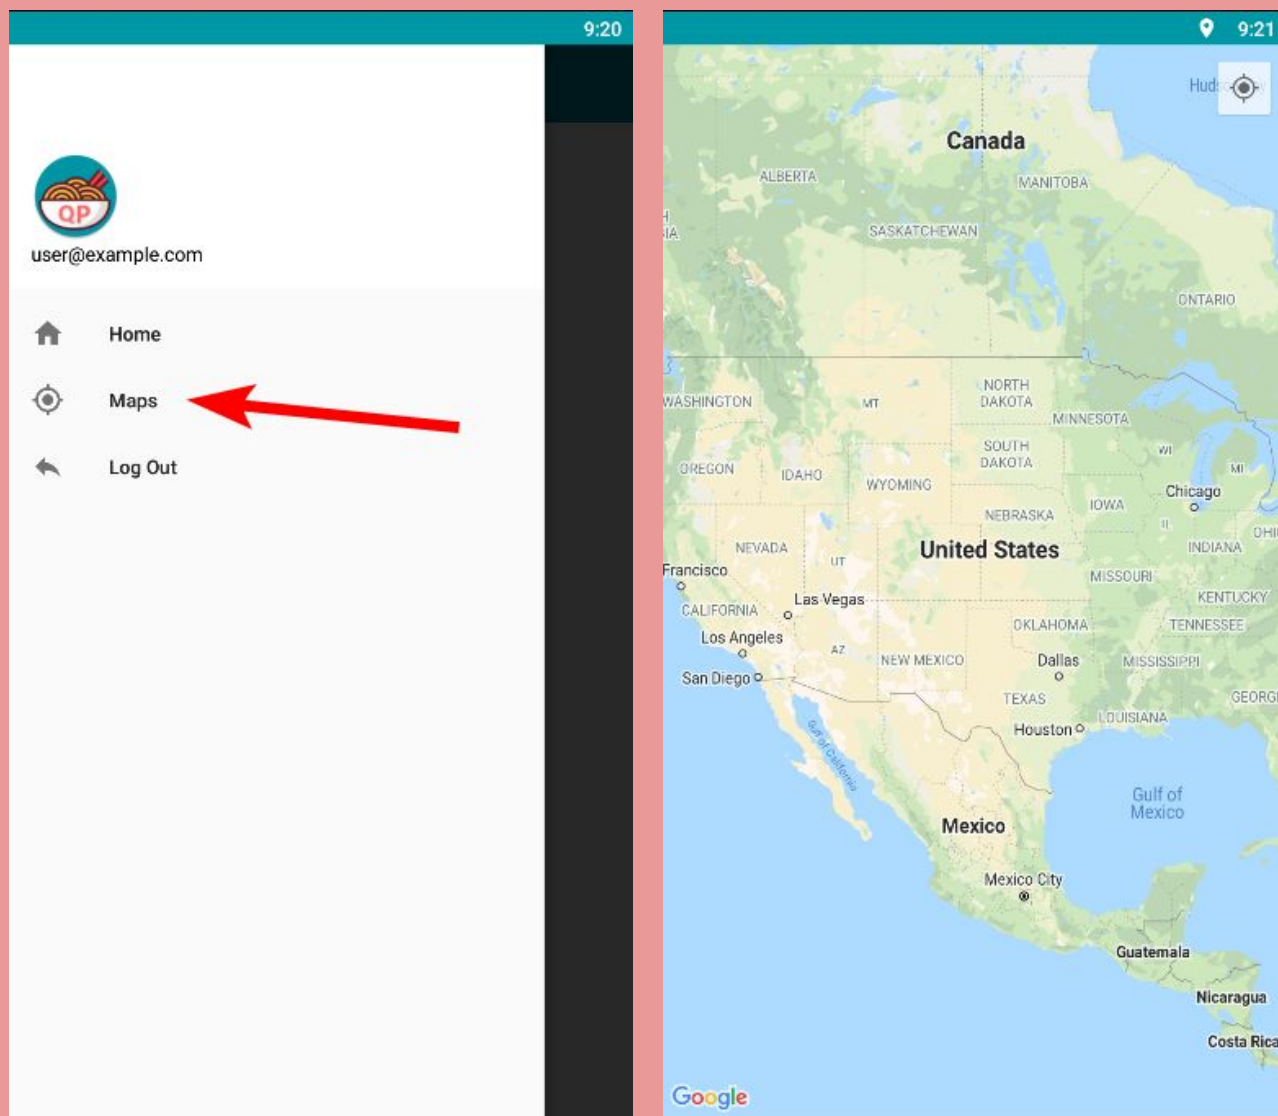 9:20
QP
user@example.com
Home
Maps
Log Out
9:21
Canada
ALBERTA
MANITOBA
SASKATCHEWAN
ONTARIO
WASHINGTON
MT
NORTH
DAKOTA
MINNESOTA
OREGON
IDAHO
WYOMING
SOUTH
DAKOTA
WI
MI
Chicago
NEBRASKA
IOWA
IL
INDIANA
OHI
NEVADA
UT
United States
Francisco
MISSOURI
KENTUCKY
CALIFORNIA
Las Vegas
OKLAHOMA
TENNESSEE
Los Angeles
AZ
NEW MEXICO
Dallas
MISSISSIPPI
San Diego
TEXAS
GEORGI
Houston
LOUISIANA
Gulf of California
Gulf of
Mexico
Mexico
Mexico City
Guatemala
Nicaragua
Costa Rica
Google